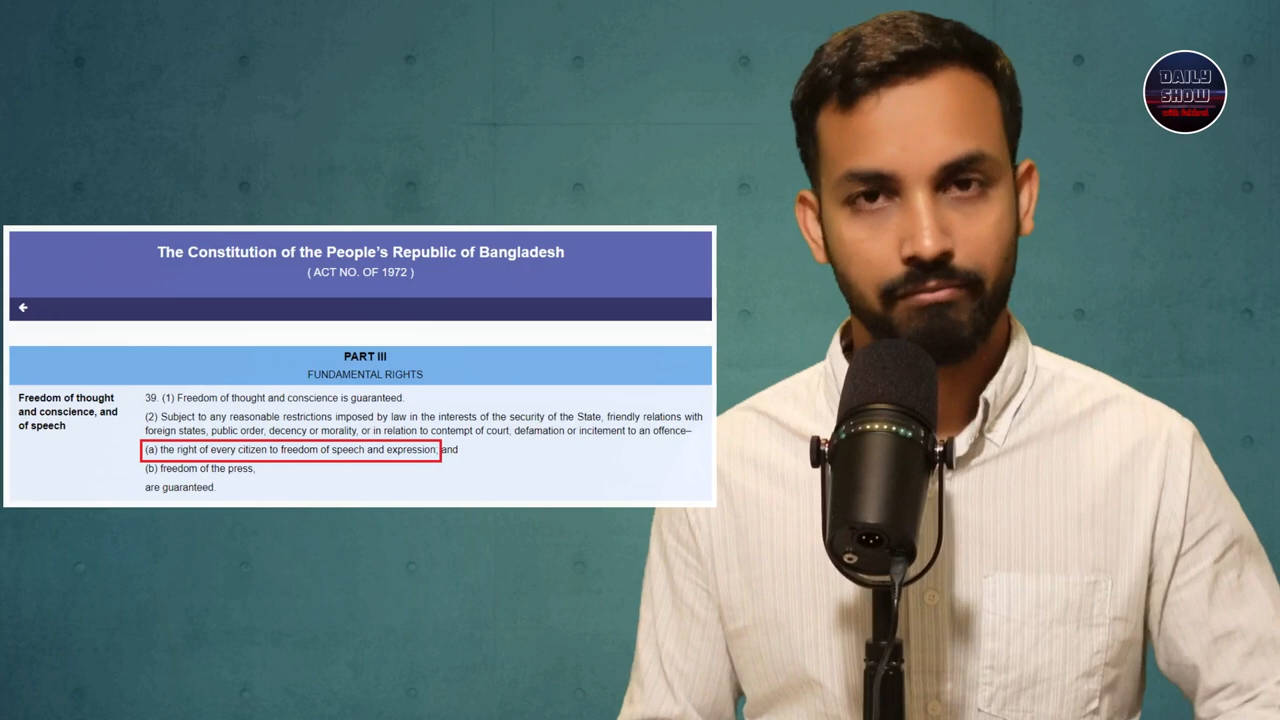 DAILY
SHOW
The Constitution of the People’s Republic of Bangladesh
( ACT NO. OF 1972 )
PART III
FUNDAMENTAL RIGHTS
Freedom of thought
and conscience, and
of speech
39. (1) Freedom of thought and conscience is guaranteed.
(2) Subject to any reasonable restrictions imposed by law in the interests of the security of the State, friendly relations with
foreign states, public order, decency or morality, or in relation to contempt of court, defamation or incitement to an offence–
(a) the right of every citizen to freedom of speech and expression; and
(b) freedom of the press,
are guaranteed.